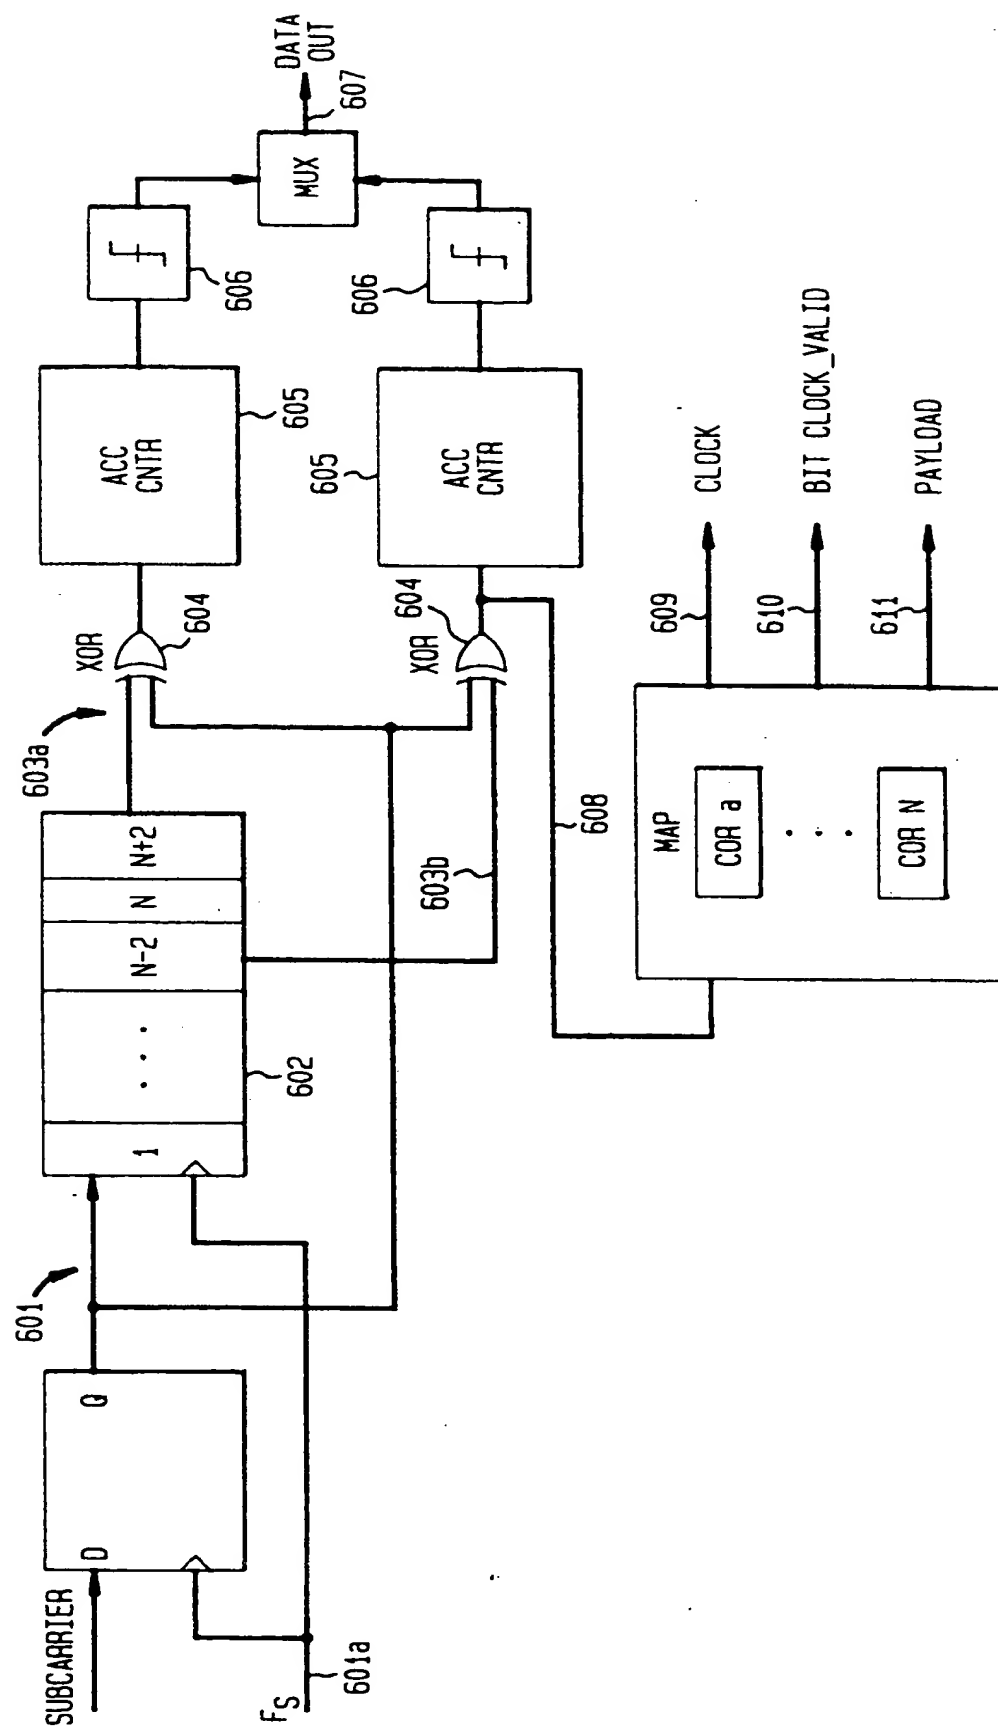 SUBCARRIER
D
Q
FS
601a
601
1
. . .
N-2
N
N+2
602
603a
603b
XOR
604
XOR
604
ACC
CNTR
605
ACC
CNTR
605
606
606
MUX
607
DATA
OUT
608
MAP
COR a
. . .
COR N
609
CLOCK
610
BIT CLOCK_VALID
611
PAYLOAD